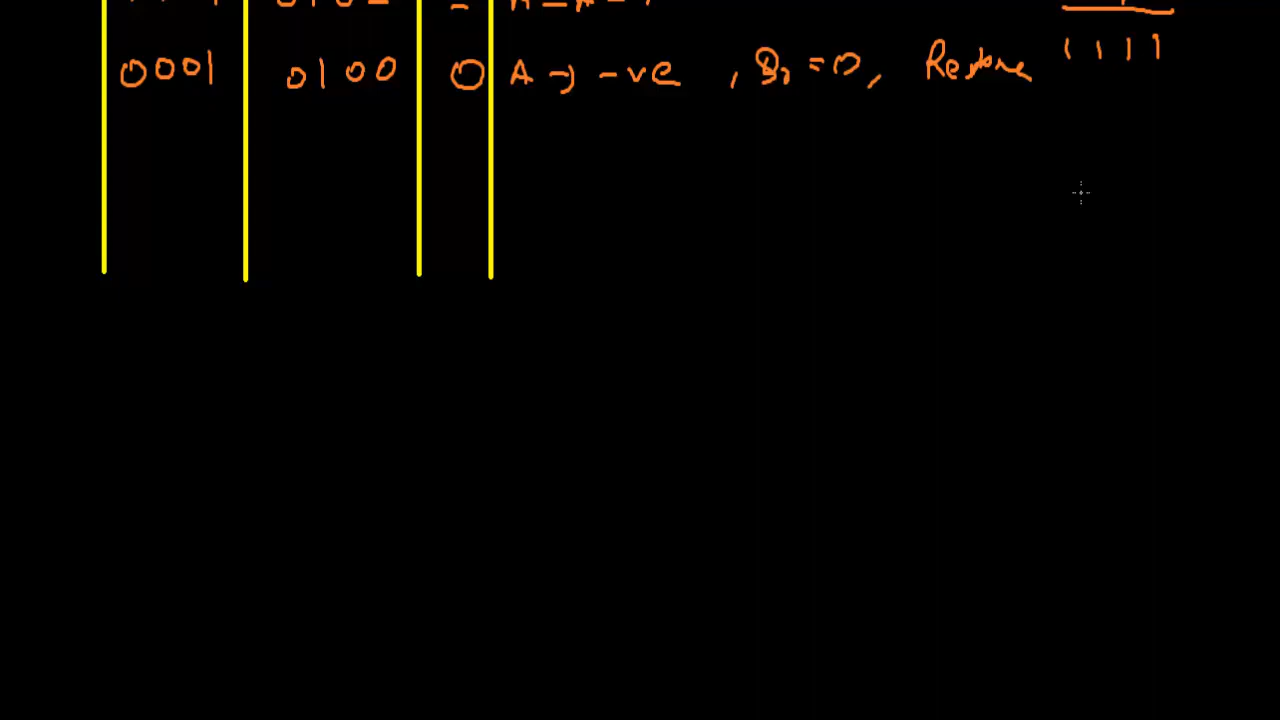 0001 0100 0 A → -ve , Q₀ = 0, Restore 1111